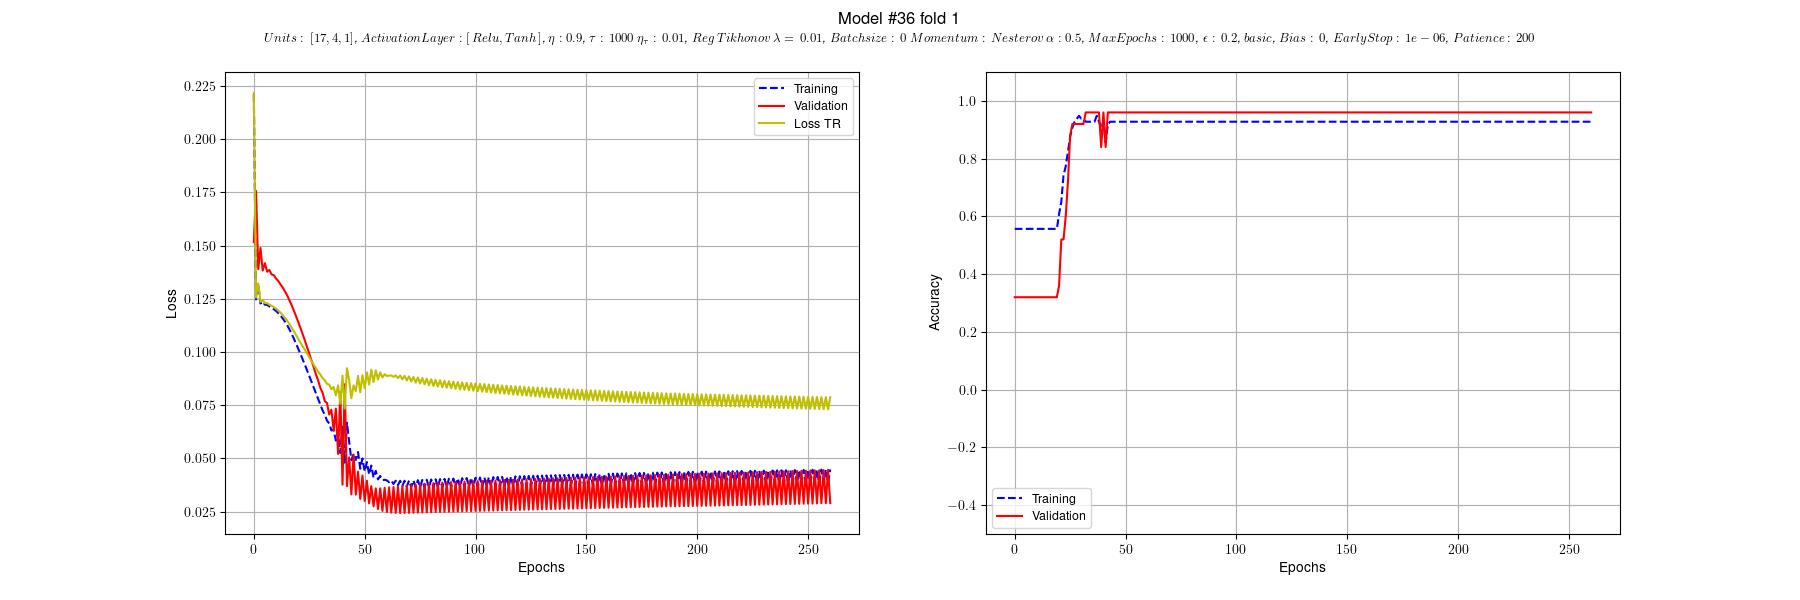 Model #36 fold 1
Units : [17, 4, 1], ActivationLayer : [ Relu, Tanh], η : 0.9, τ : 1000 ητ : 0.01, Reg Tikhonov λ = 0.01, Batchsize : 0 Momentum : Nesterov α : 0.5, MaxEpochs : 1000, ϵ : 0.2, basic, Bias : 0, EarlyStop : 1e − 06, Patience : 200
0.225
0.200
0.175
0.150
0.125
0.100
0.075
0.050
0.025
Loss
0 50 100 150 200 250
Epochs
Training
Validation
Loss TR
1.0
0.8
0.6
0.4
0.2
0.0
−0.2
−0.4
Accuracy
Training
Validation
0 50 100 150 200 250
Epochs